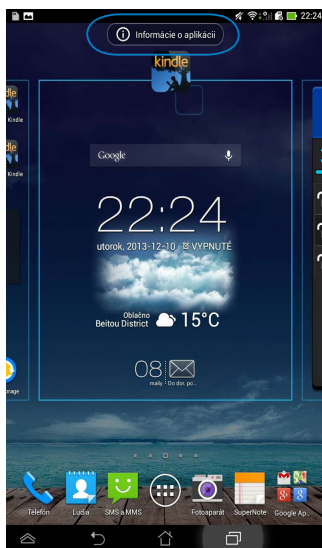 22:24
Informácie o aplikácii
kindle
Kindle
Kindle
Google
22:24
utorok, 2013-12-10 VYPNUTÉ
Oblačno
Beitou District
15°C
08
maily
Do dor. po...
orage
Telefón
Ľudia
SMS a MMS
Fotoaparát
SuperNote
Google Ap..